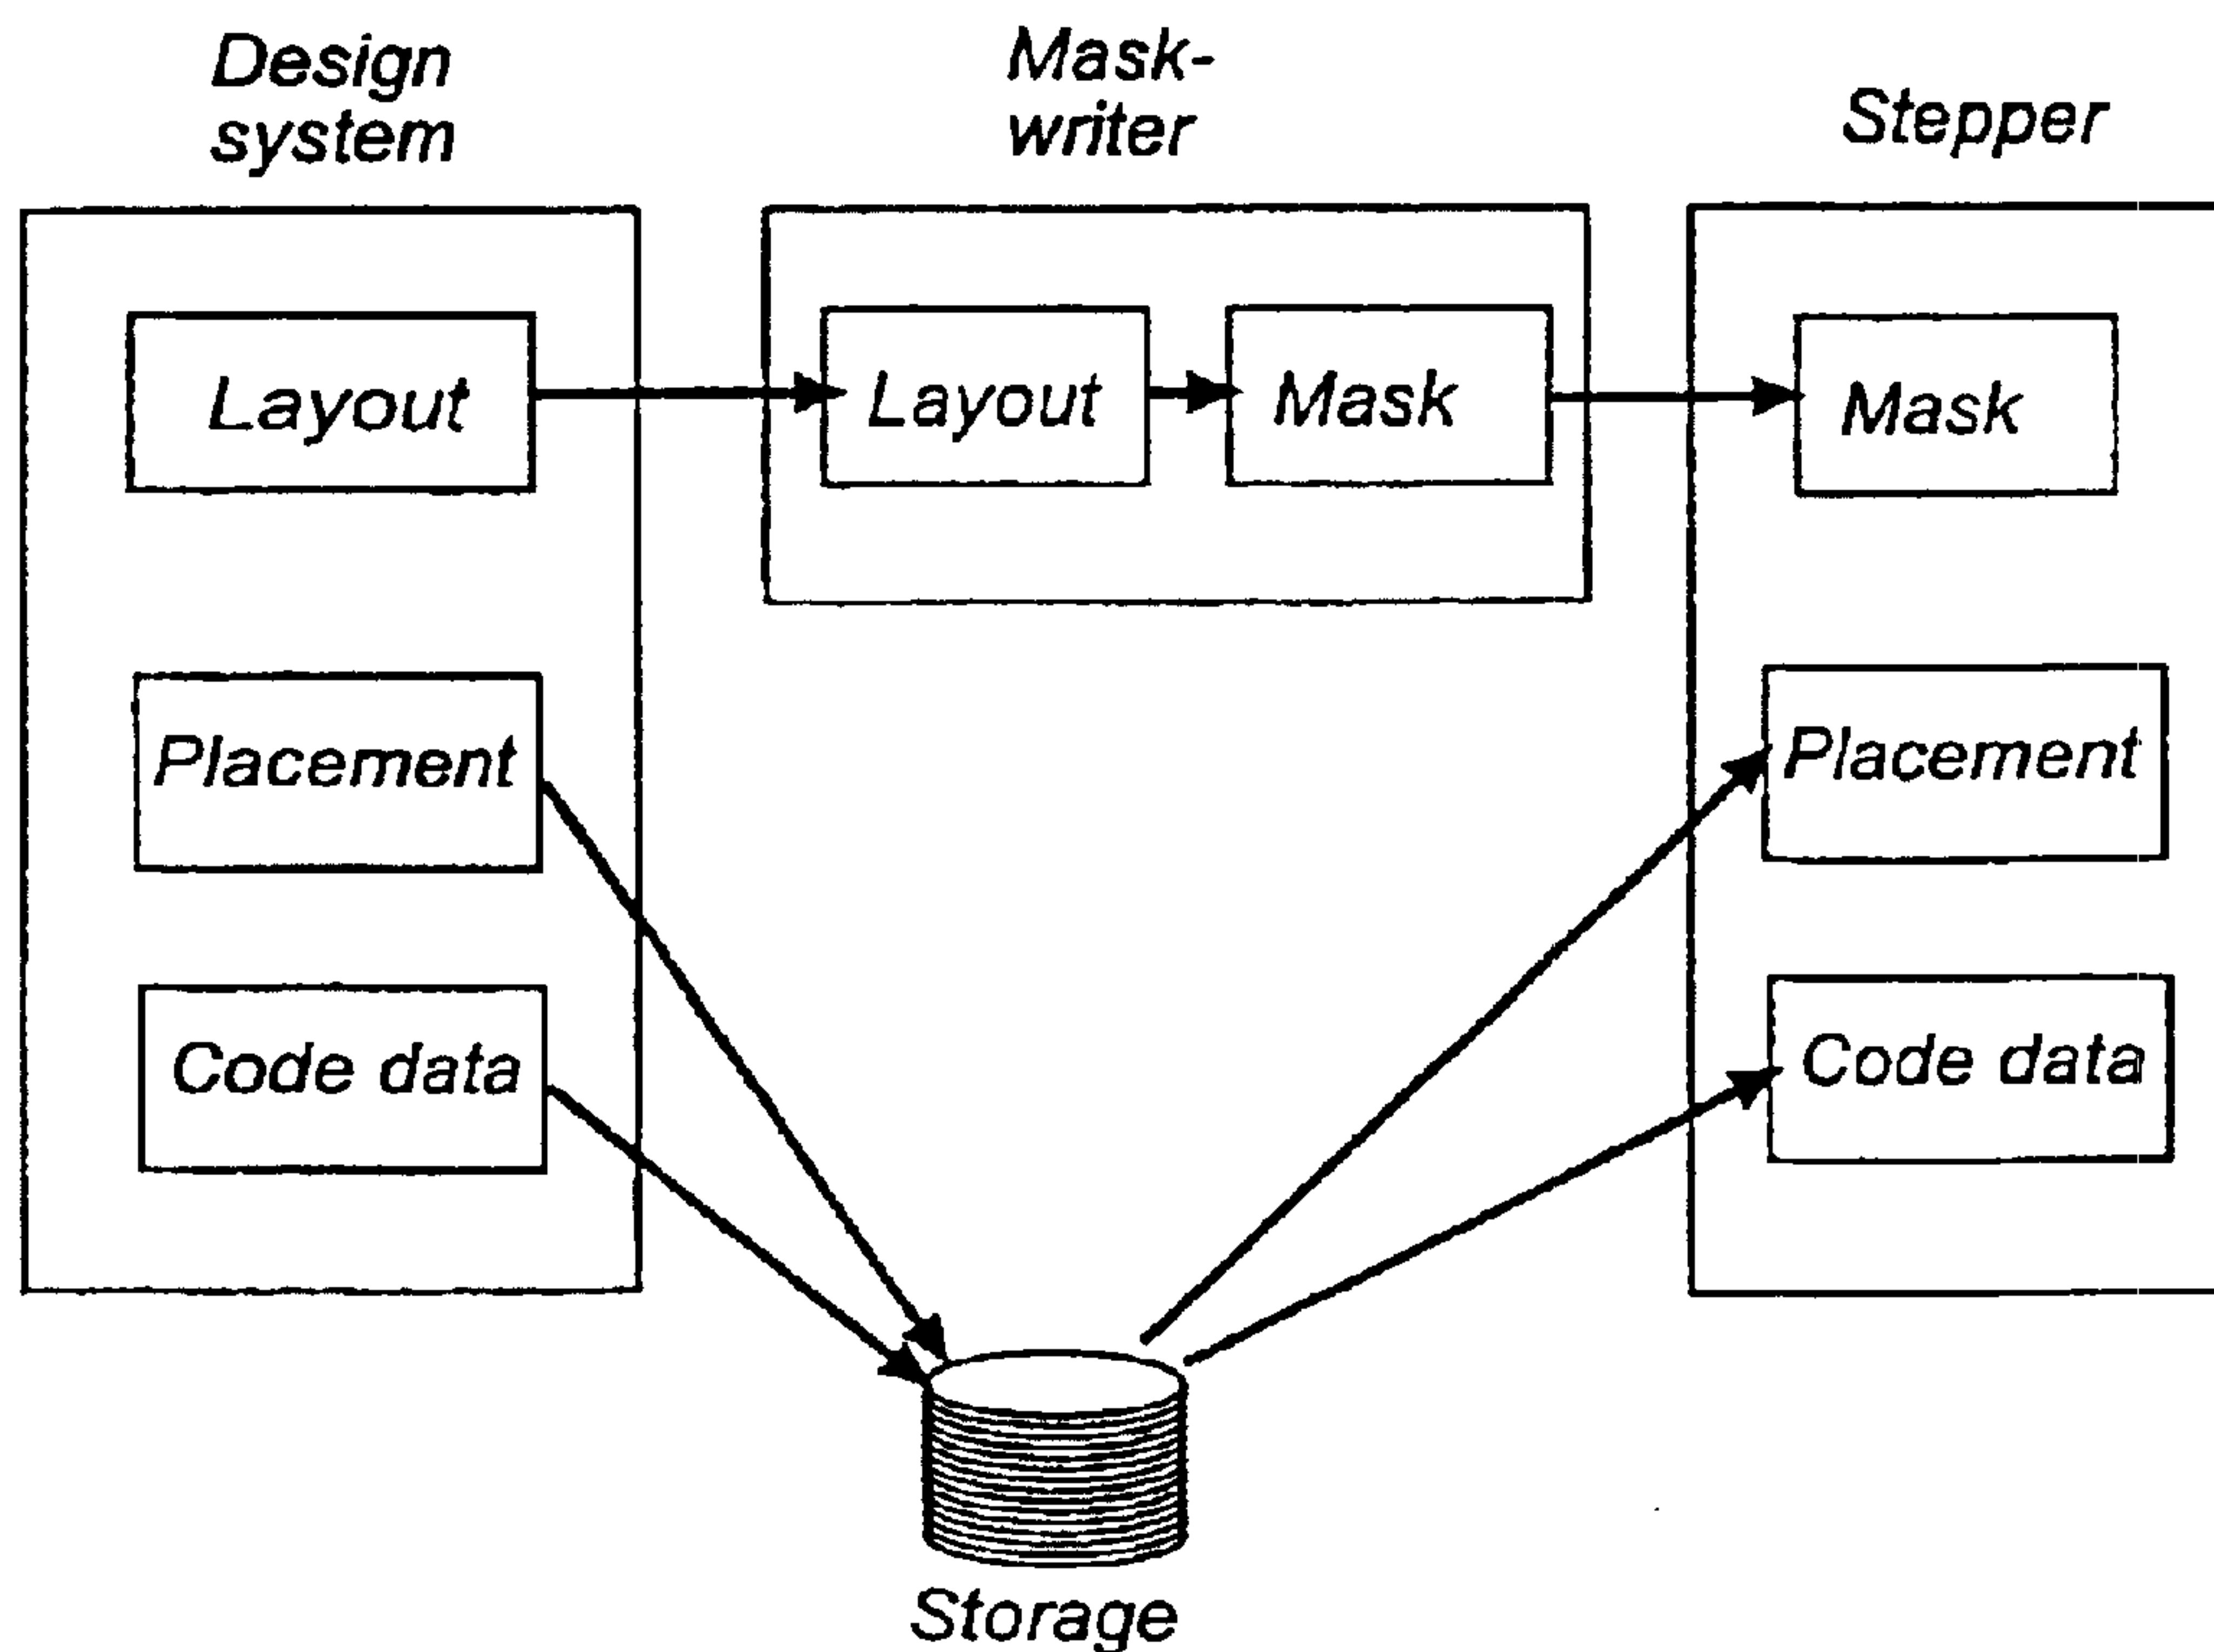 Design
system
Mask-
writer
Stepper
Layout
Layout
Mask
Mask
Placement
Placement
Code data
Code data
Storage